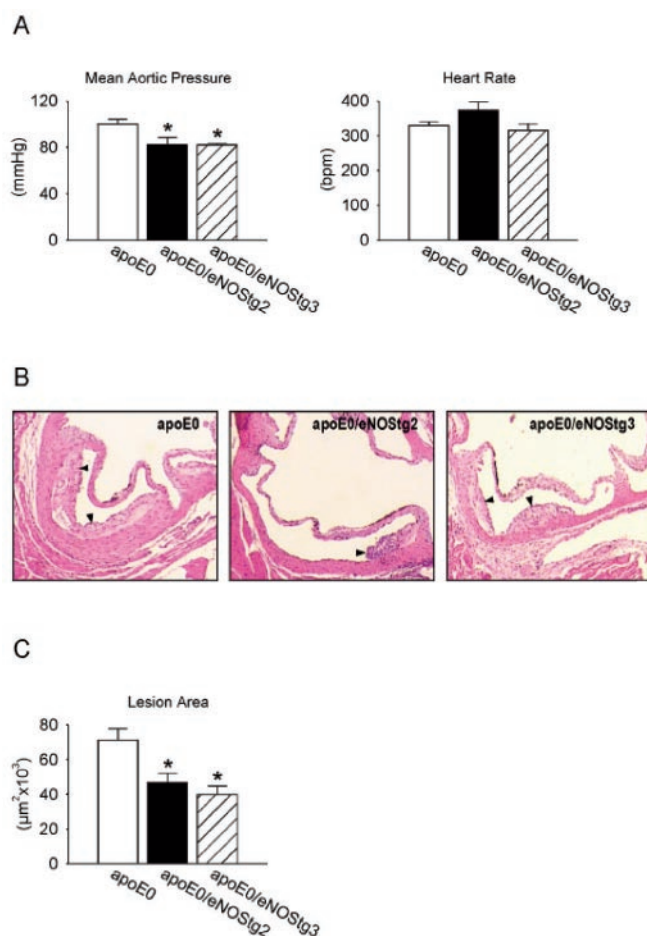 A
Mean Aortic Pressure
120
80
40
0
(mmHg)
*
*
apoE0
apoE0/eNOStg2
apoE0/eNOStg3
Heart Rate
400
300
200
100
0
(bpm)
apoE0
apoE0/eNOStg2
apoE0/eNOStg3
B
apoE0
apoE0/eNOStg2
apoE0/eNOStg3
C
Lesion Area
80
60
40
20
0
(µm²x10³)
*
*
apoE0
apoE0/eNOStg2
apoE0/eNOStg3